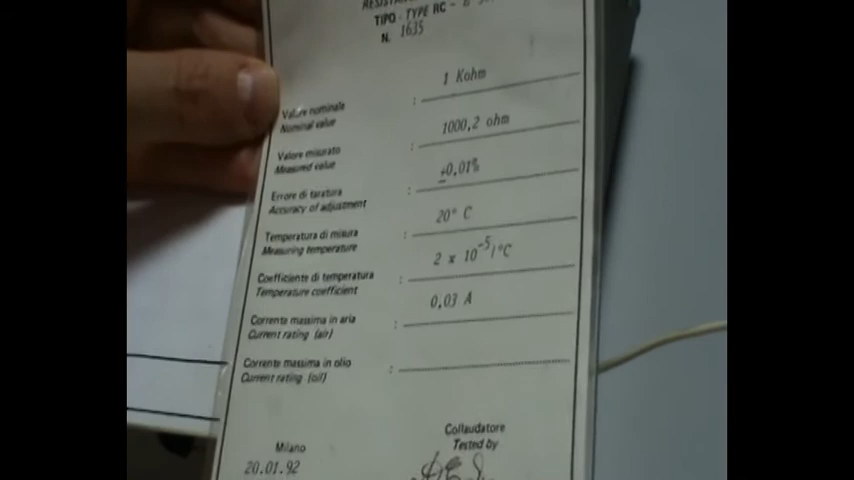 TIPO - TYPE RC -
N. 1635
Valore nominale : 1 Kohm
Nominal value
Valore misurato : 1000,2 ohm
Measured value
Errore di taratura : ±0,01%
Accuracy of adjustment
Temperatura di misura : 20° C
Measuring temperature
Coefficiente di temperatura : 2 x 10-5/°C
Temperature coefficient
Corrente massima in aria : 0,03 A
Current rating (air)
Corrente massima in olio :
Current rating (oil)
Milano
20.01.92
Collaudatore
Tested by